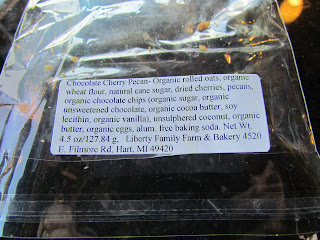 Chocolate Cherry Pecan- Organic rolled oats, organic
wheat flour, natural cane sugar, dried cherries, pecans,
organic chocolate chips (organic sugar, organic
unsweetened chocolate, organic cocoa butter, soy
lecithin, organic vanilla), unsulphered coconut, organic
butter, organic eggs, alum, free baking soda. Net Wt.
4.5 oz/127.84 g. Liberty Family Farm & Bakery 4520
E. Filmore Rd, Hart, MI 49420